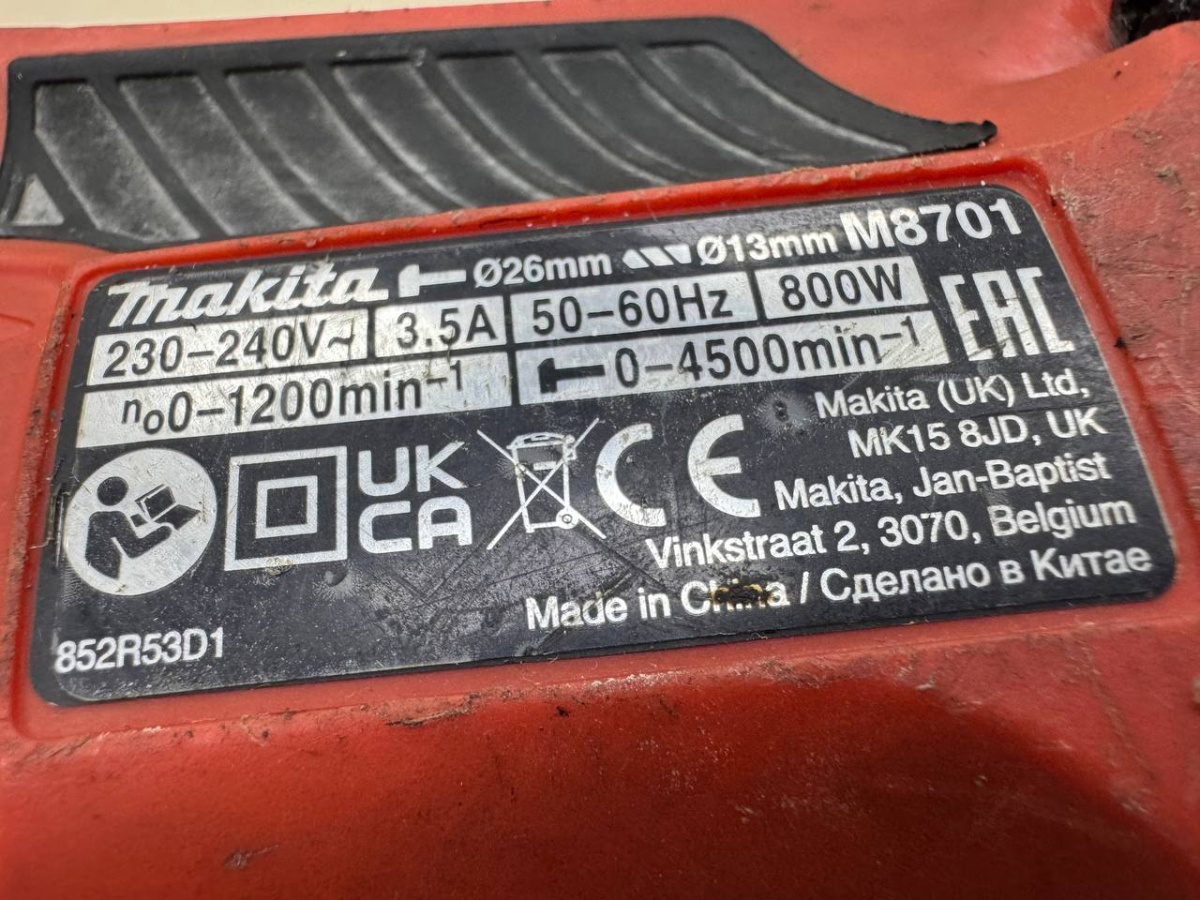 Makita Ø26mm Ø13mm M8701
230–240V~ 3.5A 50–60Hz 800W
n₀0–1200min⁻¹ 0–4500min⁻¹
EAC
UK
CA
CE
Makita (UK) Ltd,
MK15 8JD, UK
Makita, Jan-Baptist
Vinkstraat 2, 3070, Belgium
Made in China / Сделано в Китае
852R53D1